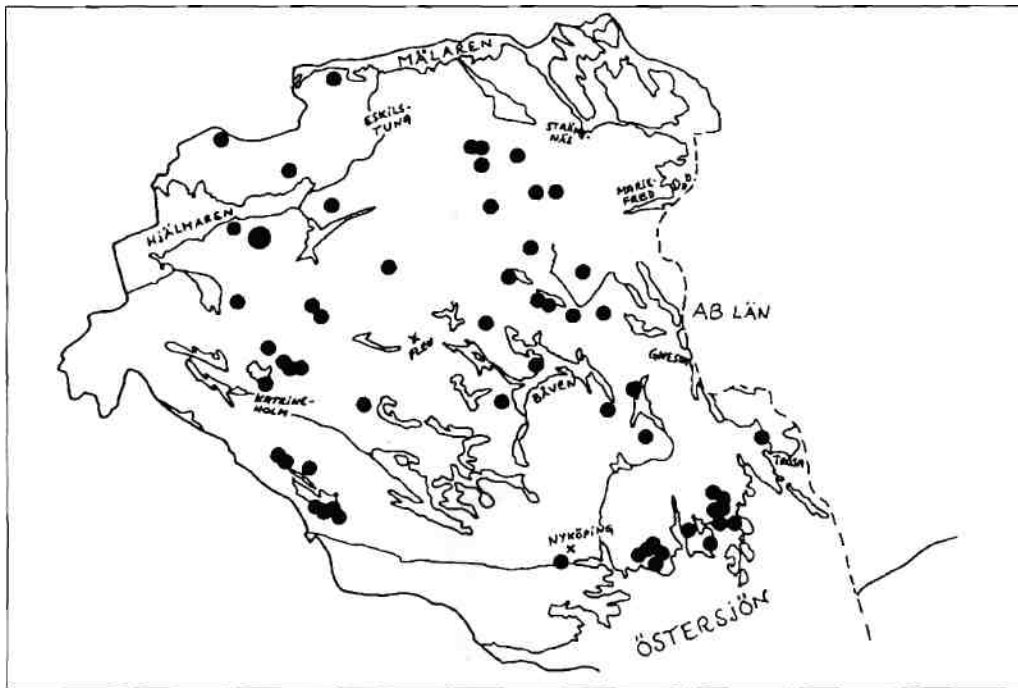 MÄLAREN
ESKILS-
TUNA
STRÄNG-
NÄS
MARIE-
FRED
HJÄLMAREN
AB LÄN
FLEN
GNESTA
BÅVEN
KATRINE-
HOLM
TROSA
NYKÖPING
ÖSTERSJÖN